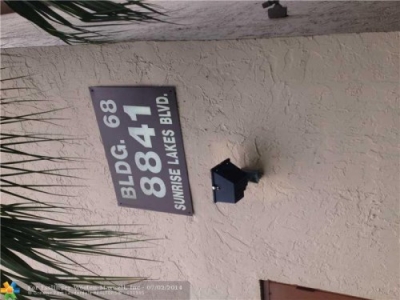 BLDG. 68
8841
SUNRISE LAKES BLVD.